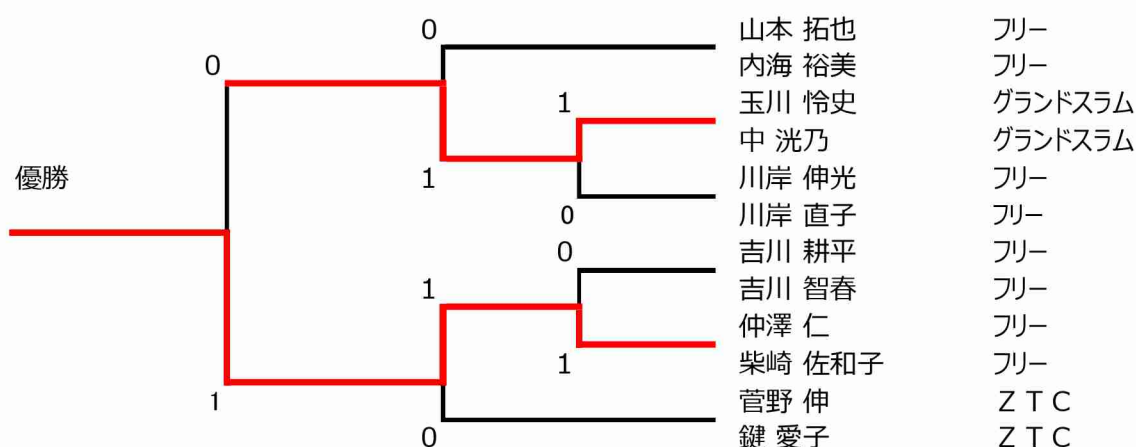 0 山本 拓也 フリー
0 内海 裕美 フリー
1 玉川 怜史 グランドスラム
中 洸乃 グランドスラム
優勝 1 川岸 伸光 フリー
0 川岸 直子 フリー
0 吉川 耕平 フリー
1 吉川 智春 フリー
仲澤 仁 フリー
1 柴崎 佐和子 フリー
1 菅野 伸 ＺＴＣ
0 鍵 愛子 ＺＴＣ